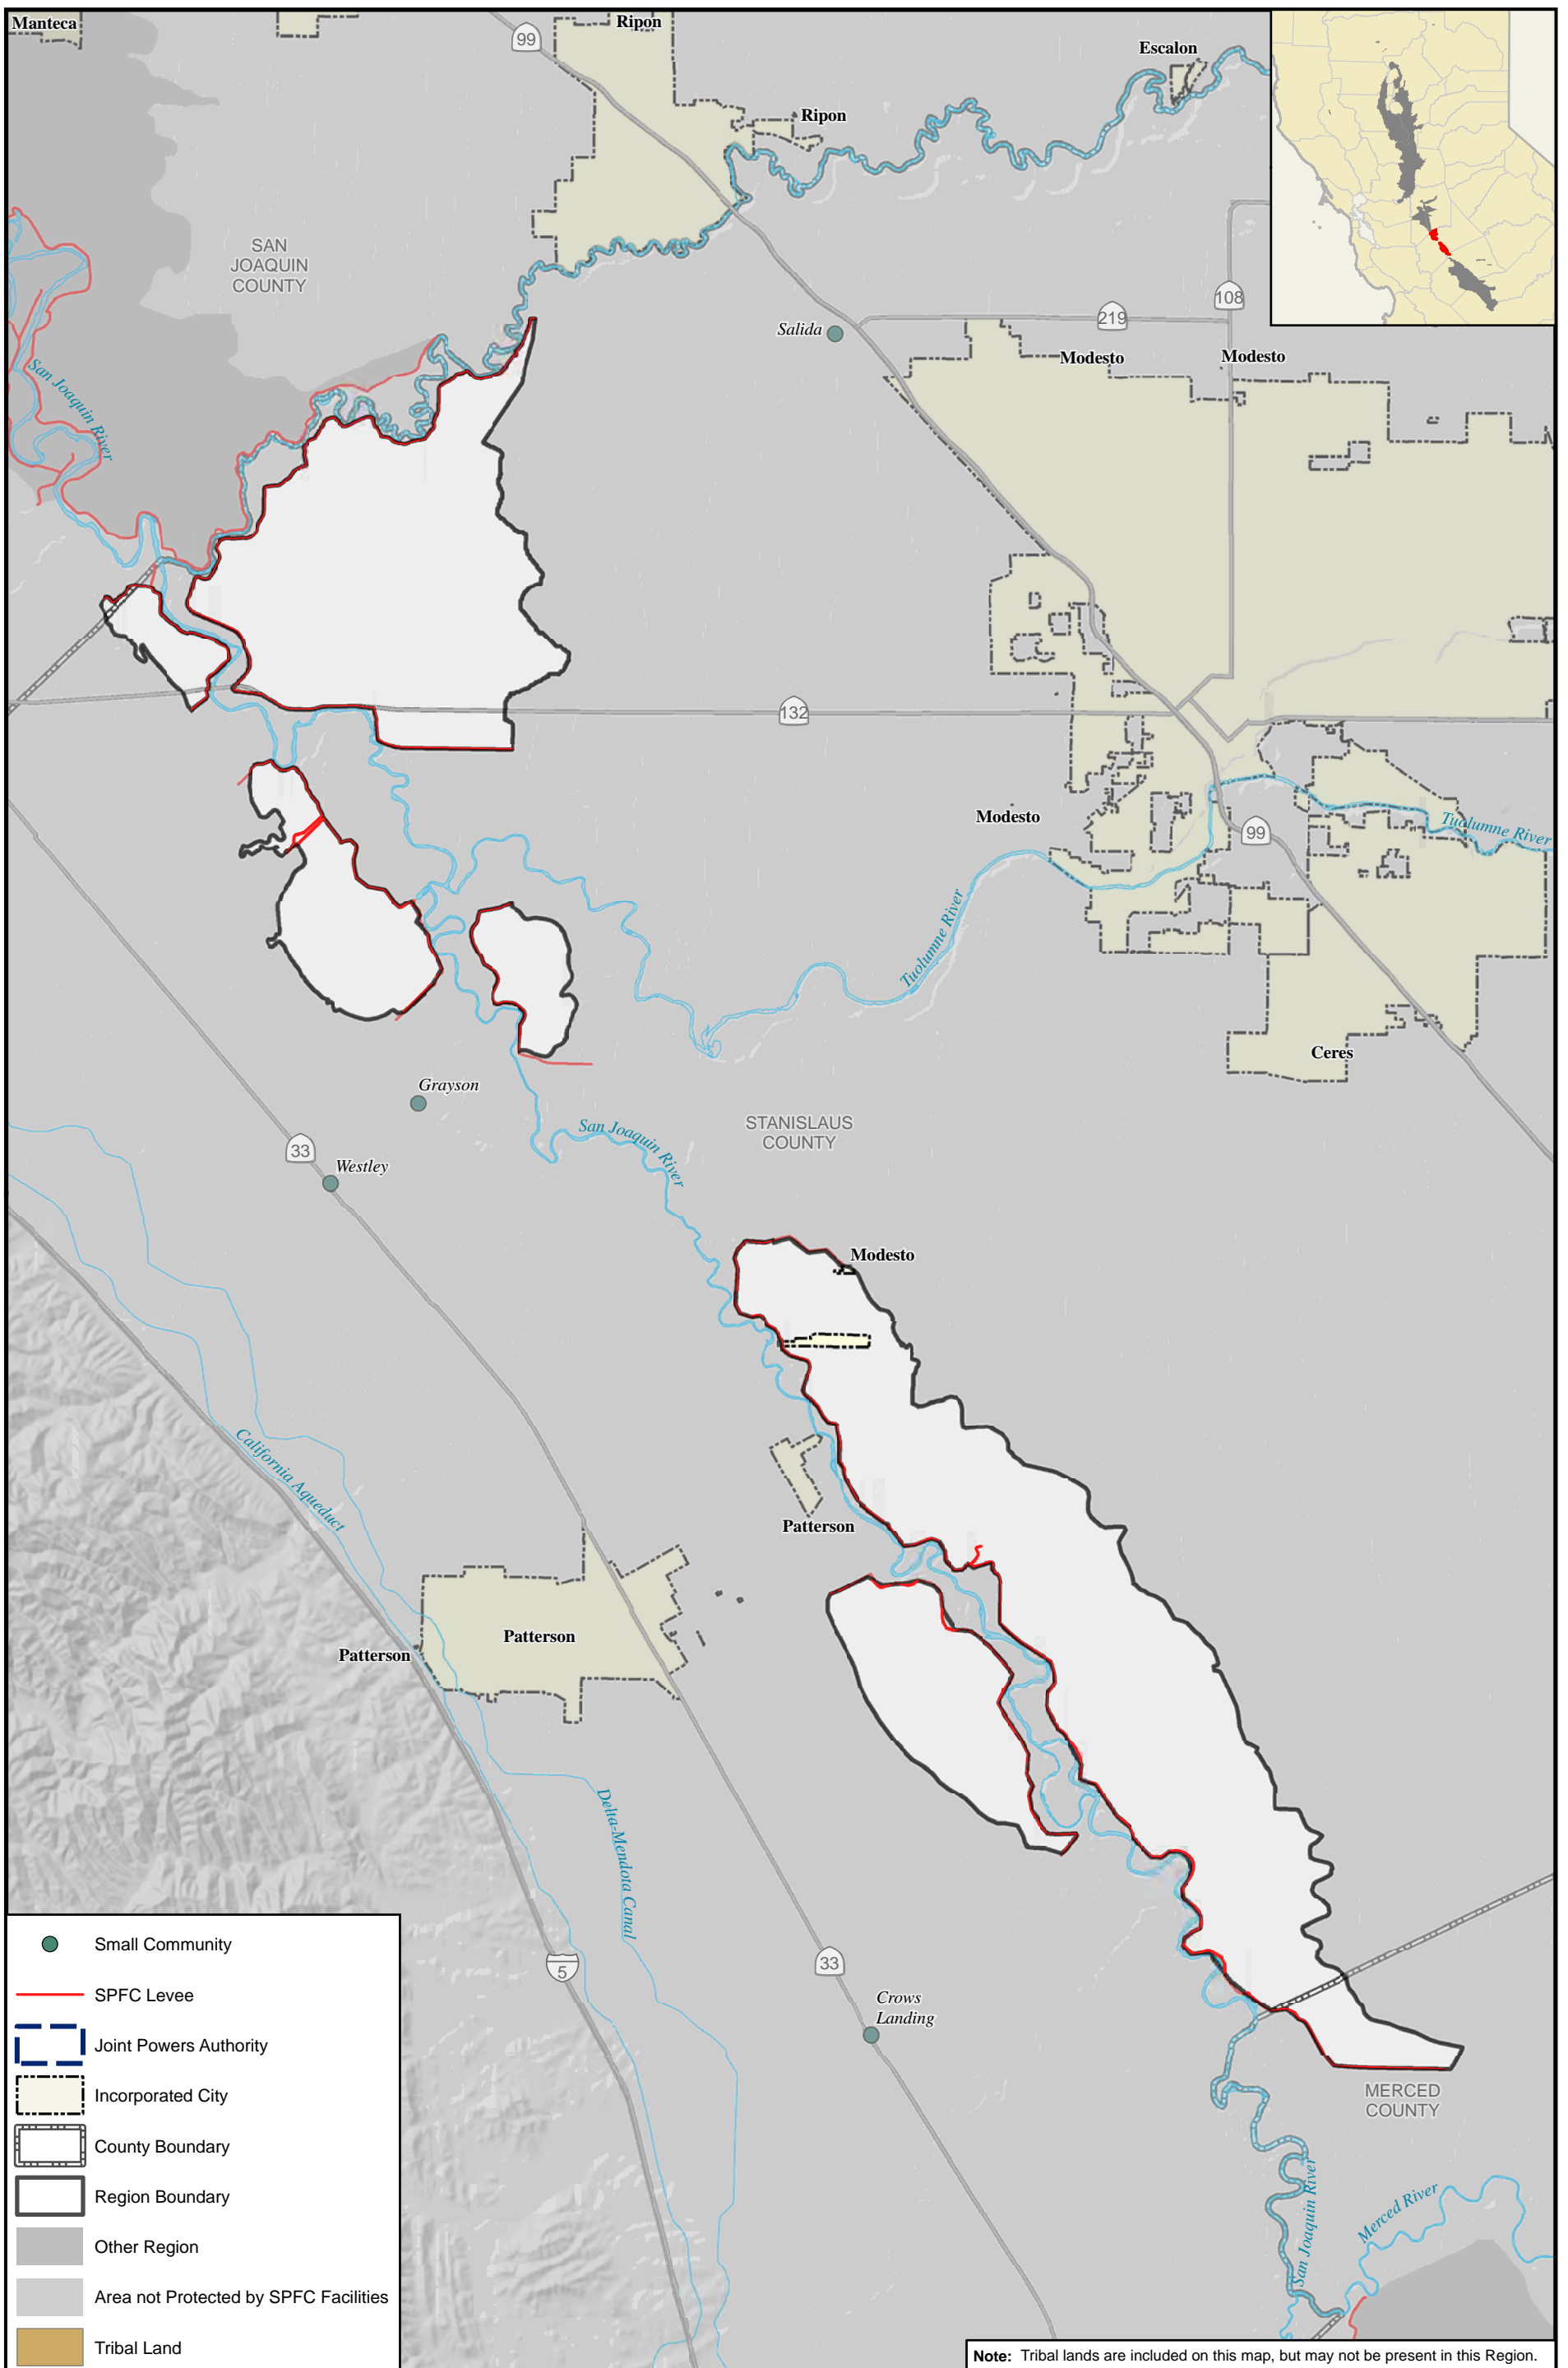 Manteca
Ripon
99
Escalon
Ripon
SAN
JOAQUIN
COUNTY
108
219
Salida
Modesto
Modesto
San Joaquin River
132
Modesto
99
Tuolumne River
Tuolumne River
Ceres
Grayson
STANISLAUS
COUNTY
San Joaquin River
33
Westley
Modesto
California Aqueduct
Patterson
Patterson
Patterson
Delta-Mendota Canal
5
33
Crows
Landing
MERCED
COUNTY
San Joaquin River
Merced River
Small Community
SPFC Levee
Joint Powers Authority
Incorporated City
County Boundary
Region Boundary
Other Region
Area not Protected by SPFC Facilities
Tribal Land
Note: Tribal lands are included on this map, but may not be present in this Region.